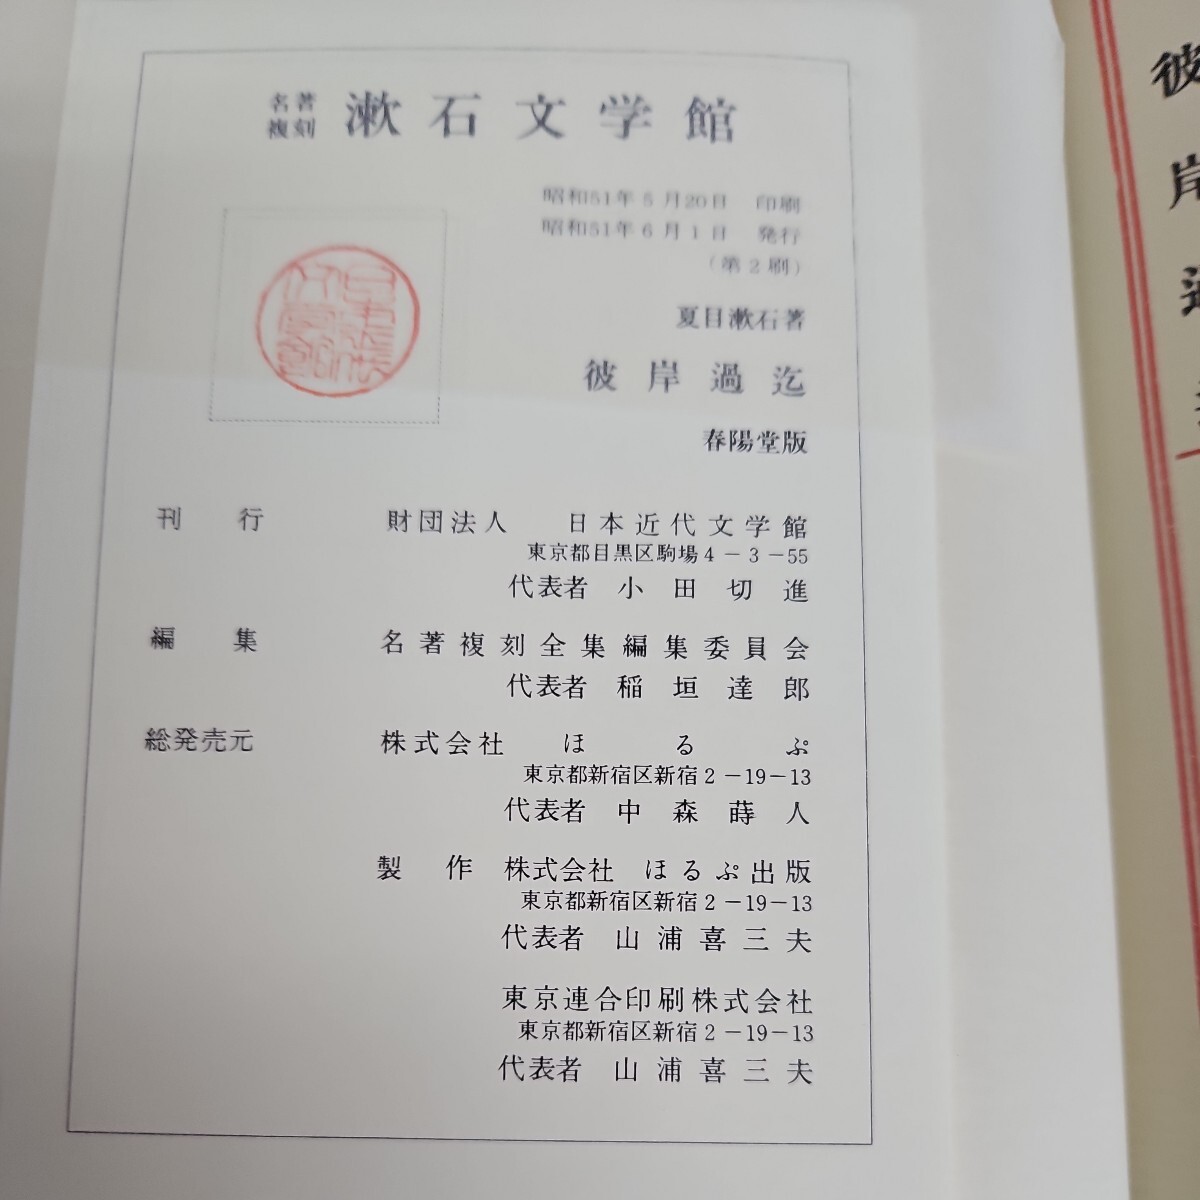 名著
複刻 漱石文学館
昭和51年5月20日 印刷
昭和51年6月1日 発行
(第2刷)
夏目漱石著
彼岸過迄
春陽堂版
刊行 財団法人 日本近代文学館
東京都目黒区駒場4-3-55
代表者 小田切進
編集 名著複刻全集編集委員会
代表者 稲垣達郎
総発売元 株式会社 ほるぷ
東京都新宿区新宿2-19-13
代表者 中森蒔人
製作 株式会社 ほるぷ出版
東京都新宿区新宿2-19-13
代表者 山浦喜三夫
東京連合印刷株式会社
東京都新宿区新宿2-19-13
代表者 山浦喜三夫
彼岸過